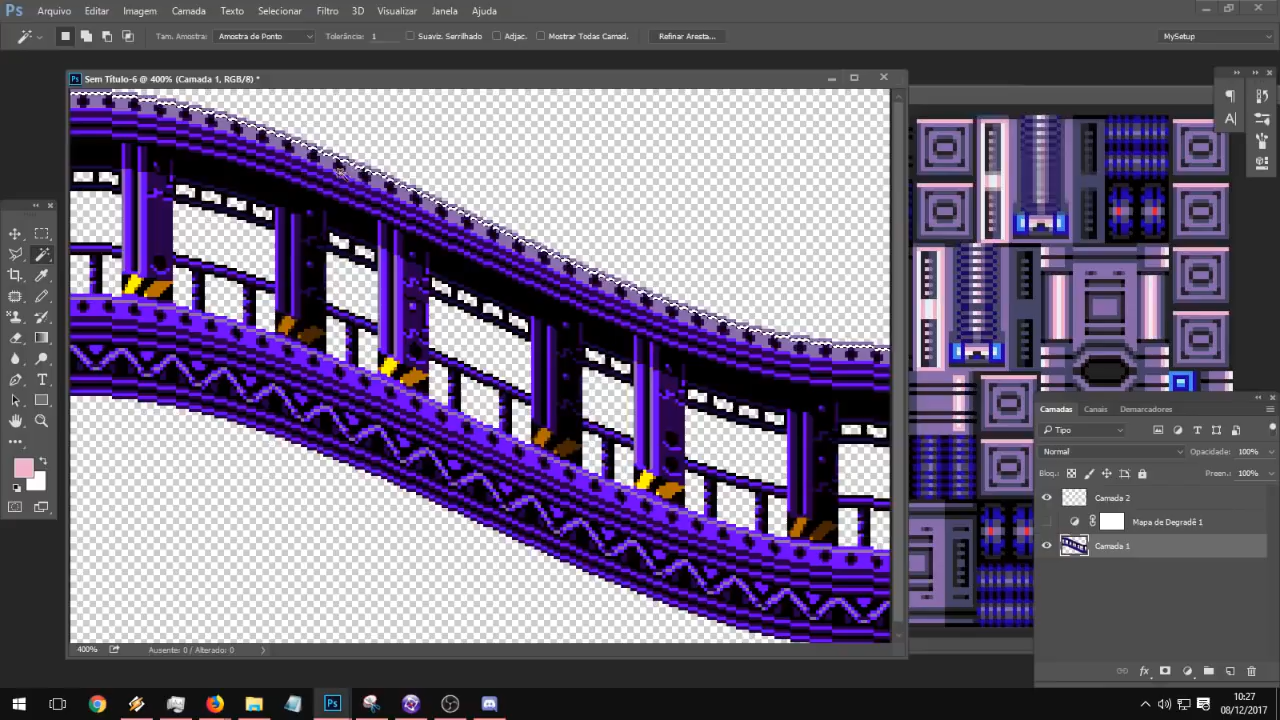 Ps Arquivo Editar Imagem Camada Texto Selecionar Filtro 3D Visualizar Janela Ajuda
Tam. Amostra: Amostra de Ponto Tolerância: 1 Suaviz. Serrilhado Adjac. Mostrar Todas Camad. Refinar Aresta... MySetup
Ps Sem Título-6 @ 400% (Camada 1, RGB/8) *
Camadas Canais Demarcadores
Tipo
Normal Opacidade: 100%
Bloq.: Preen.: 100%
Camada 2
Mapa de Degradê 1
Camada 1
400% Ausente: 0 / Alterado: 0
fx
Ps
10:27
08/12/2017